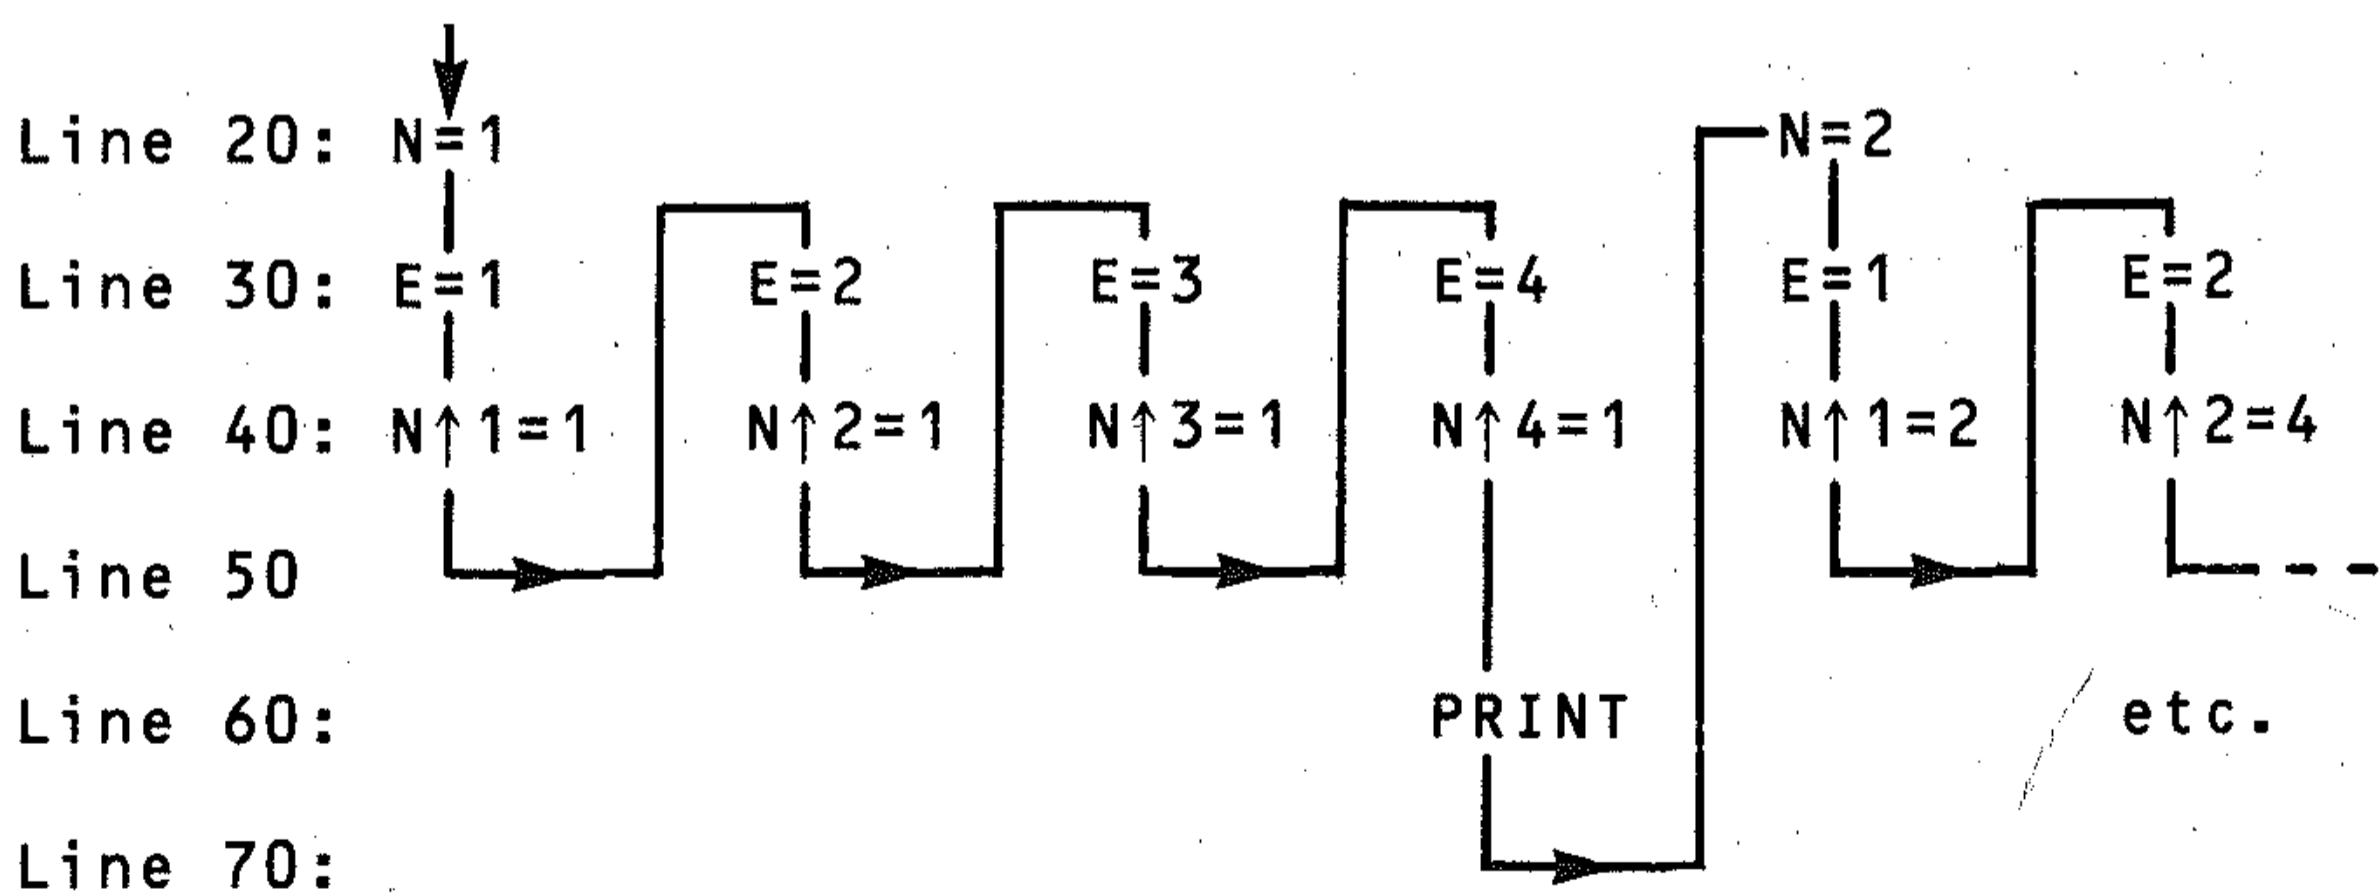 Line 20: N=1 N=2
Line 30: E=1 E=2 E=3 E=4 E=1 E=2
Line 40: N↑1=1 N↑2=1 N↑3=1 N↑4=1 N↑1=2 N↑2=4
Line 50
Line 60: PRINT etc.
Line 70: